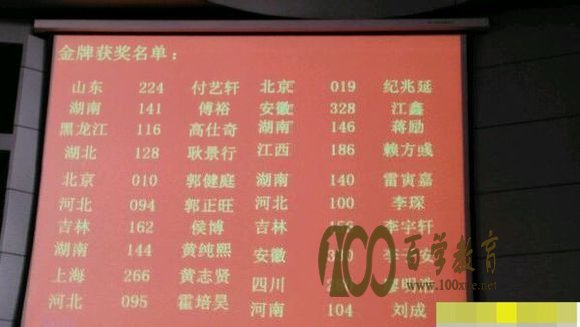 金牌获奖名单：
山东 224 付艺轩 北京 019 纪兆延
湖南 141 傅裕 安徽 328 江鑫
黑龙江 116 高仕奇 湖南 146 蒋励
湖北 128 耿景行 江西 186 赖方彧
北京 010 郭健庭 湖南 140 雷寅嘉
河北 094 郭正旺 河北 100 李琛
吉林 162 侯博 吉林 李宇轩
湖南 144 黄纯熙 安徽
上海 266 黄志贤 四川
河北 095 霍培昊 河南 104 刘成
100百学教育
www.100xue.net